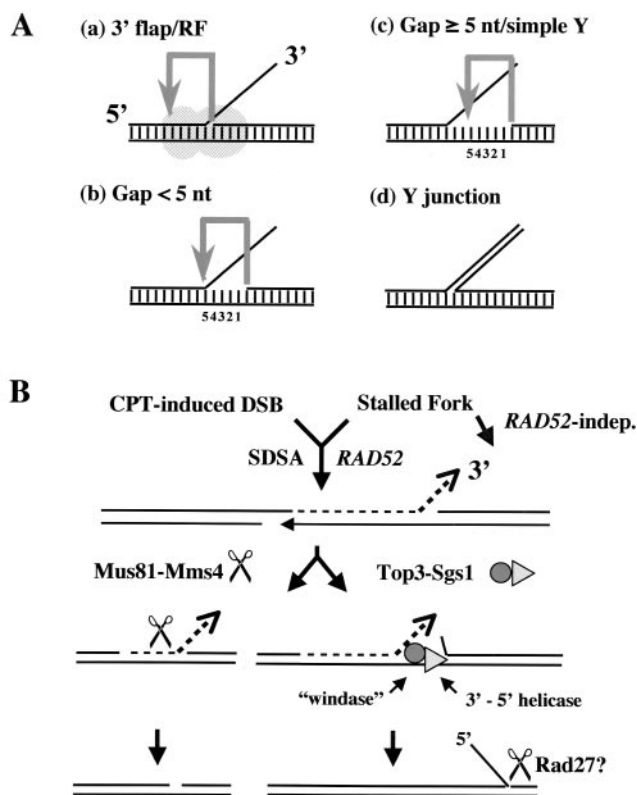 A
(a) 3' flap/RF
3'
5'
(c) Gap ≥ 5 nt/simple Y
54321
(b) Gap < 5 nt
54321
(d) Y junction
B
CPT-induced DSB
Stalled Fork
RAD52-indep.
SDSA
RAD52
3'
Mus81-Mms4
Top3-Sgs1
“windase”
3' - 5' helicase
5'
Rad27?